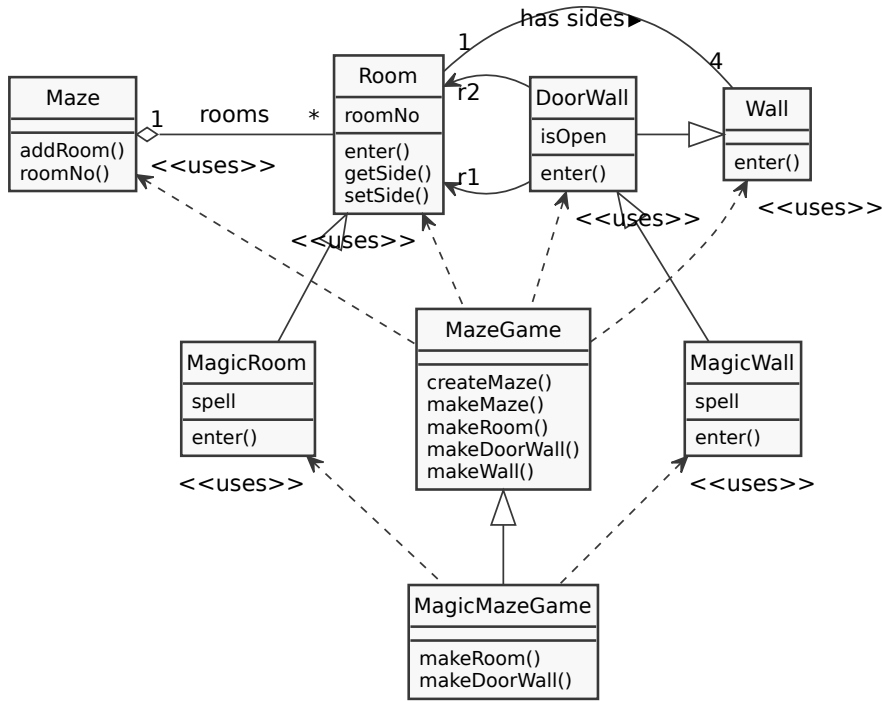 has sides▶
1
4
Maze
addRoom()
roomNo()
1
rooms
*
<<uses>>
Room
roomNo
enter()
getSide()
setSide()
r2
r1
DoorWall
isOpen
enter()
Wall
enter()
<<uses>>
<<uses>>
<<uses>>
MagicRoom
spell
enter()
<<uses>>
MazeGame
createMaze()
makeMaze()
makeRoom()
makeDoorWall()
makeWall()
MagicWall
spell
enter()
<<uses>>
MagicMazeGame
makeRoom()
makeDoorWall()